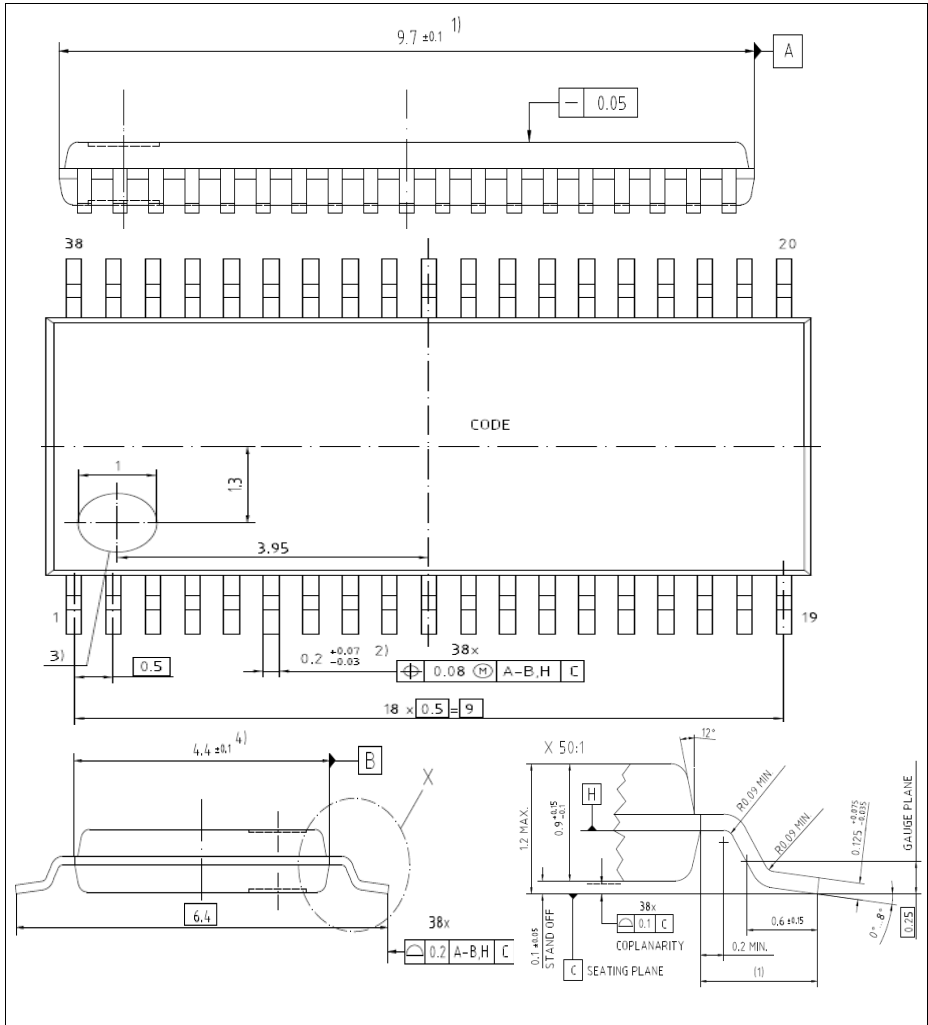 9.7 ±0.1 1)
A
— 0.05
38
20
CODE
1
1.3
3.95
1
19
3)
0.5
0.2 +0.07 -0.03 2)
38x
⌖ 0.08 Ⓜ A-B,H C
18 x 0.5 = 9
4.4 ±0.1 4)
B
X
6.4
38x
⌓ 0.2 A-B,H C
X 50:1
12°
1.2 MAX.
0.9 +0.15 -0.1
H
R0.09 MIN.
R0.09 MIN
0.125 +0.075 -0.035
GAUGE PLANE
0.25
0°...8°
38x
⌓ 0.1 C
COPLANARITY
0.1 ±0.05
STAND OFF
C SEATING PLANE
0.6 ±0.15
0.2 MIN.
(1)